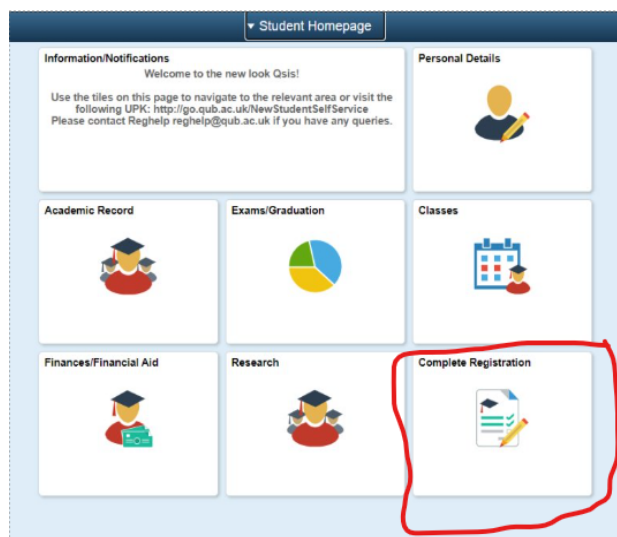 Student Homepage
Information/Notifications
Welcome to the new look Qsis!
Use the tiles on this page to navigate to the relevant area or visit the
following UPK: http://go.qub.ac.uk/NewStudentSelfService
Please contact Reghelp reghelp@qub.ac.uk if you have any queries.
Personal Details
Academic Record
Exams/Graduation
Classes
Finances/Financial Aid
Research
Complete Registration